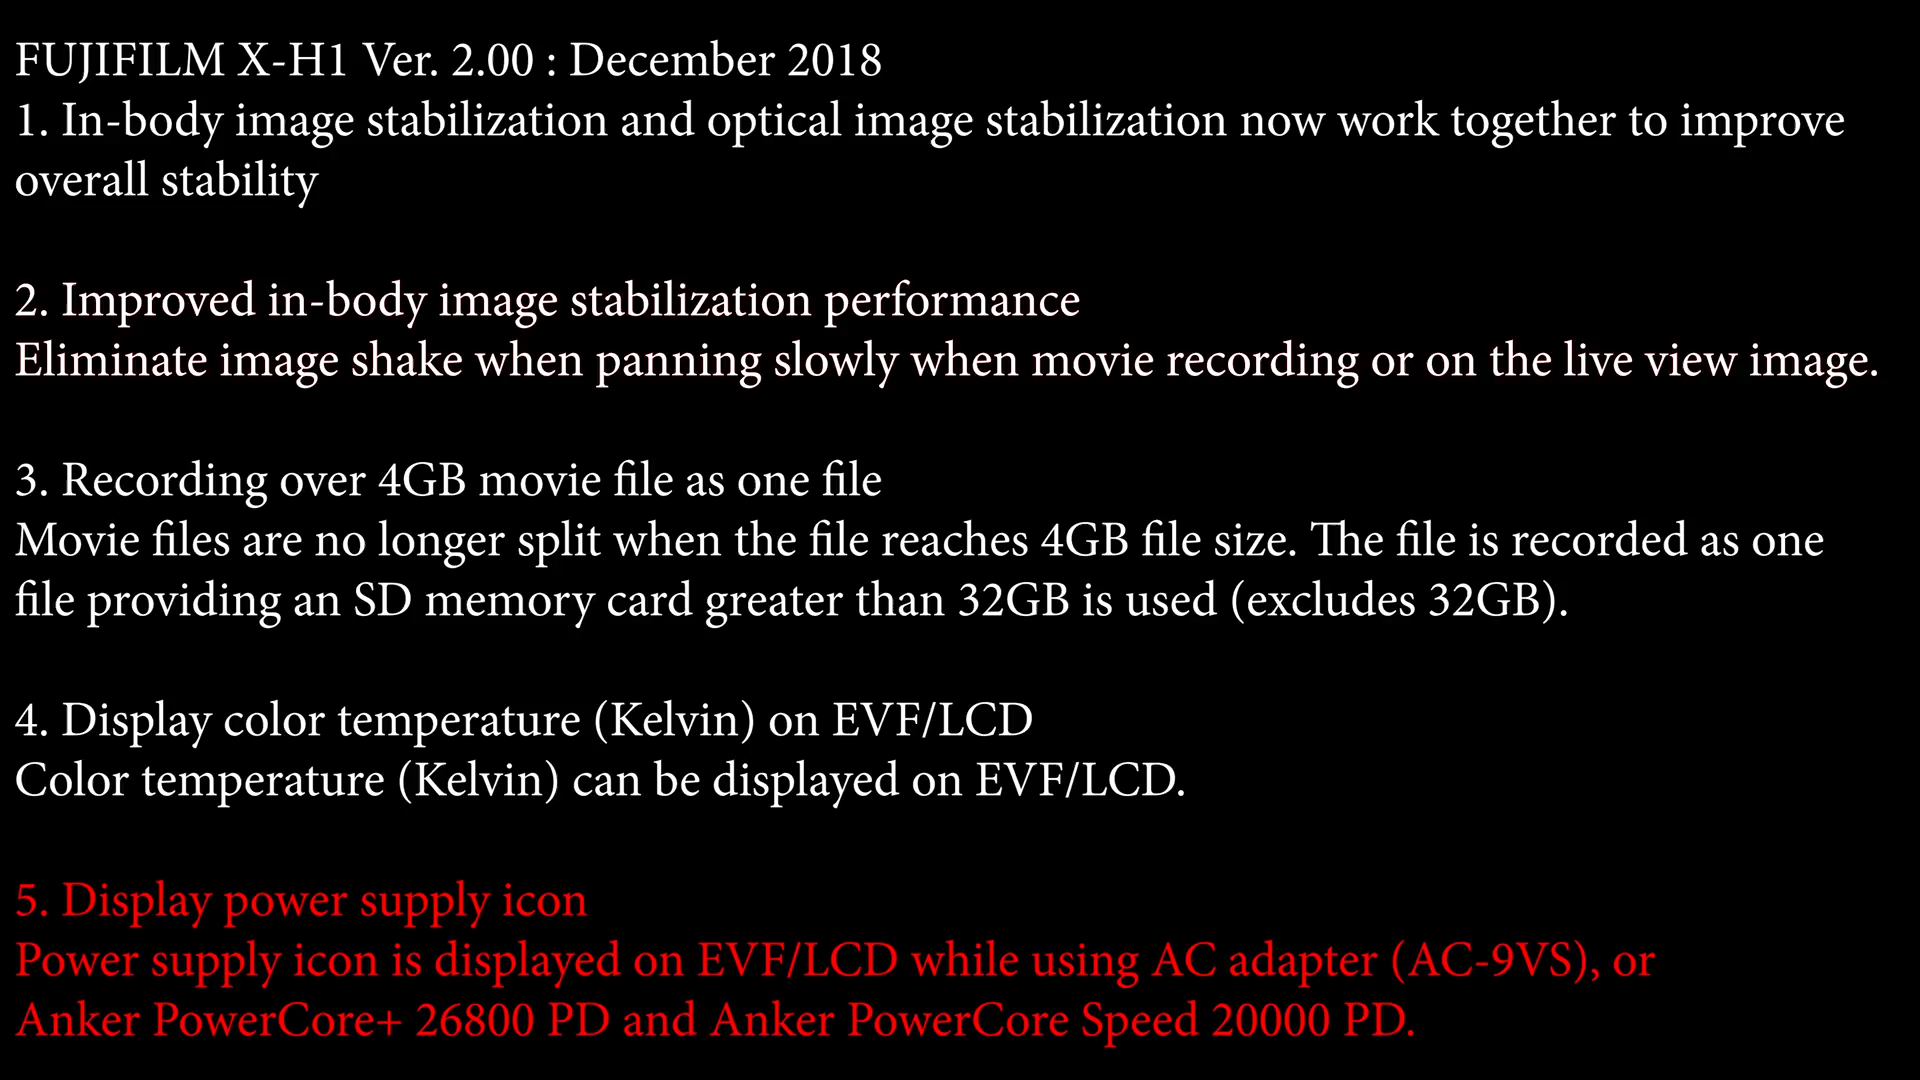 FUJIFILM X-H1 Ver. 2.00 : December 2018
1. In-body image stabilization and optical image stabilization now work together to improve
overall stability
2. Improved in-body image stabilization performance
Eliminate image shake when panning slowly when movie recording or on the live view image.
3. Recording over 4GB movie file as one file
Movie files are no longer split when the file reaches 4GB file size. The file is recorded as one
file providing an SD memory card greater than 32GB is used (excludes 32GB).
4. Display color temperature (Kelvin) on EVF/LCD
Color temperature (Kelvin) can be displayed on EVF/LCD.
5. Display power supply icon
Power supply icon is displayed on EVF/LCD while using AC adapter (AC-9VS), or
Anker PowerCore+ 26800 PD and Anker PowerCore Speed 20000 PD.